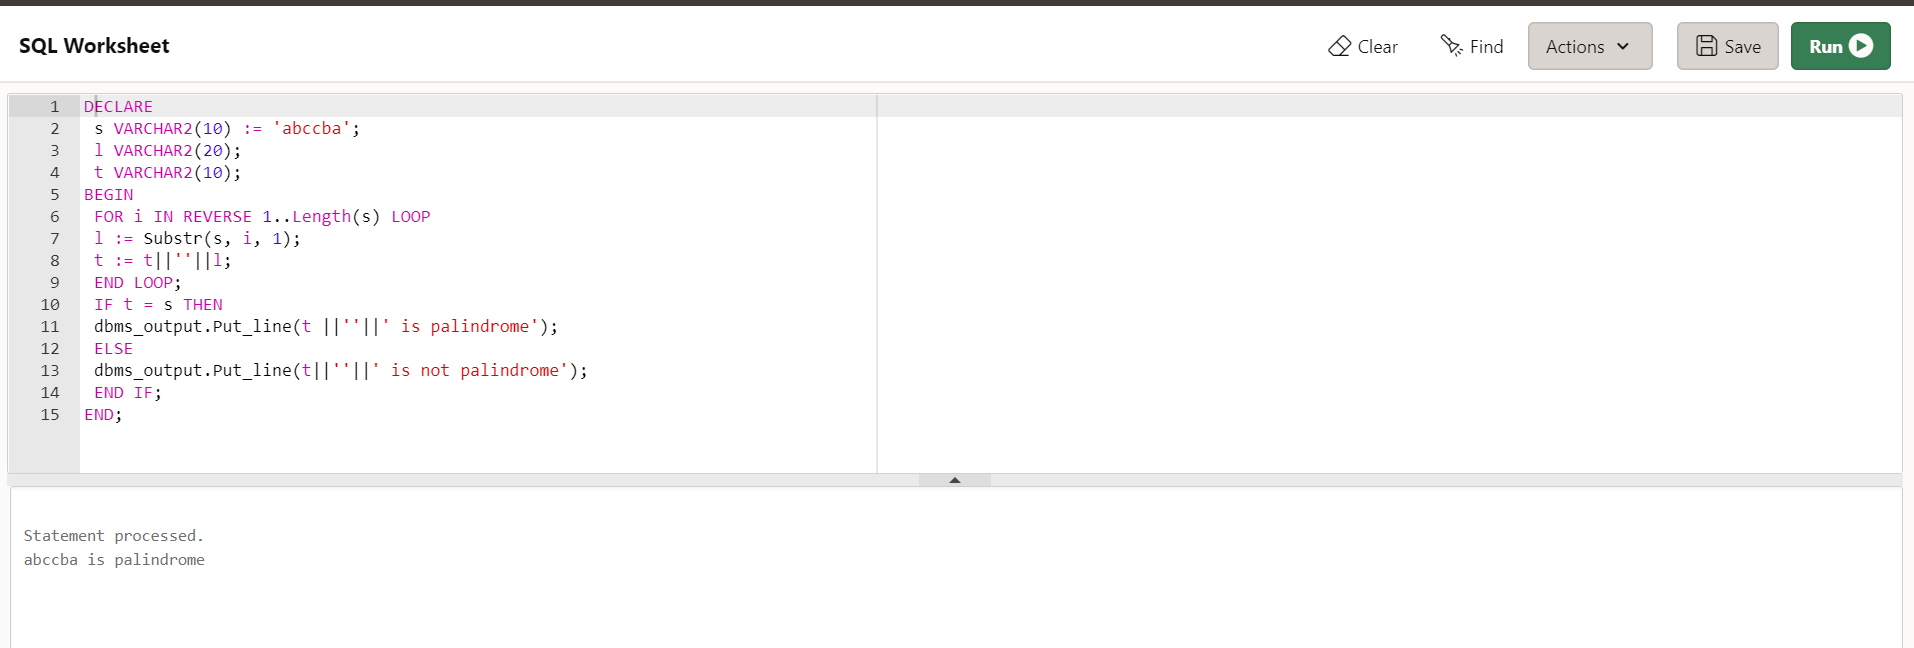 SQL Worksheet
Clear
Find
Actions
Save
Run
1 DECLARE
2 s VARCHAR2(10) := 'abccba';
3 l VARCHAR2(20);
4 t VARCHAR2(10);
5 BEGIN
6 FOR i IN REVERSE 1..Length(s) LOOP
7 l := Substr(s, i, 1);
8 t := t||''||l;
9 END LOOP;
10 IF t = s THEN
11 dbms_output.Put_line(t ||''||' is palindrome');
12 ELSE
13 dbms_output.Put_line(t||''||' is not palindrome');
14 END IF;
15 END;
Statement processed.
abccba is palindrome